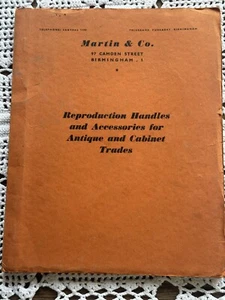 Martin & Co.
97 CAMDEN STREET
BIRMINGHAM - 1
Reproduction Handles
and Accessories for
Antique and Cabinet
Trades